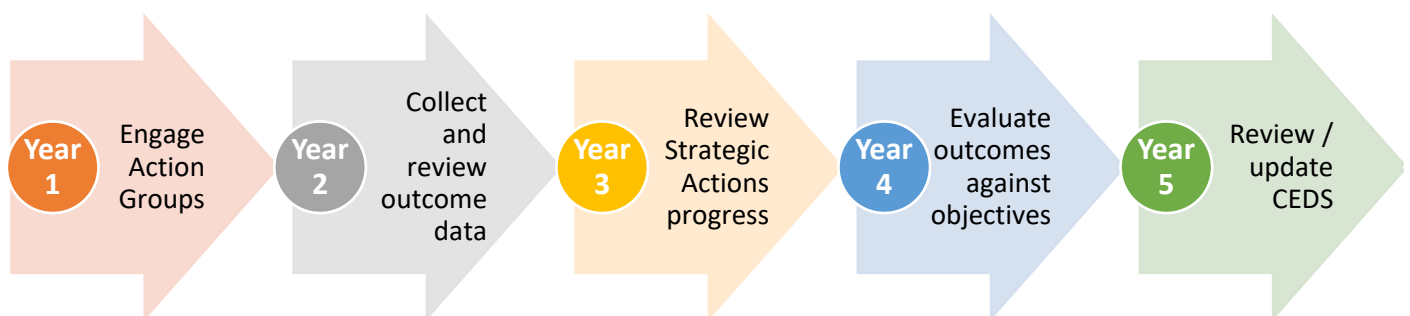 Year
1
Engage
Action
Groups
Year
2
Collect
and
review
outcome
data
Year
3
Review
Strategic
Actions
progress
Year
4
Evaluate
outcomes
against
objectives
Year
5
Review /
update
CEDS